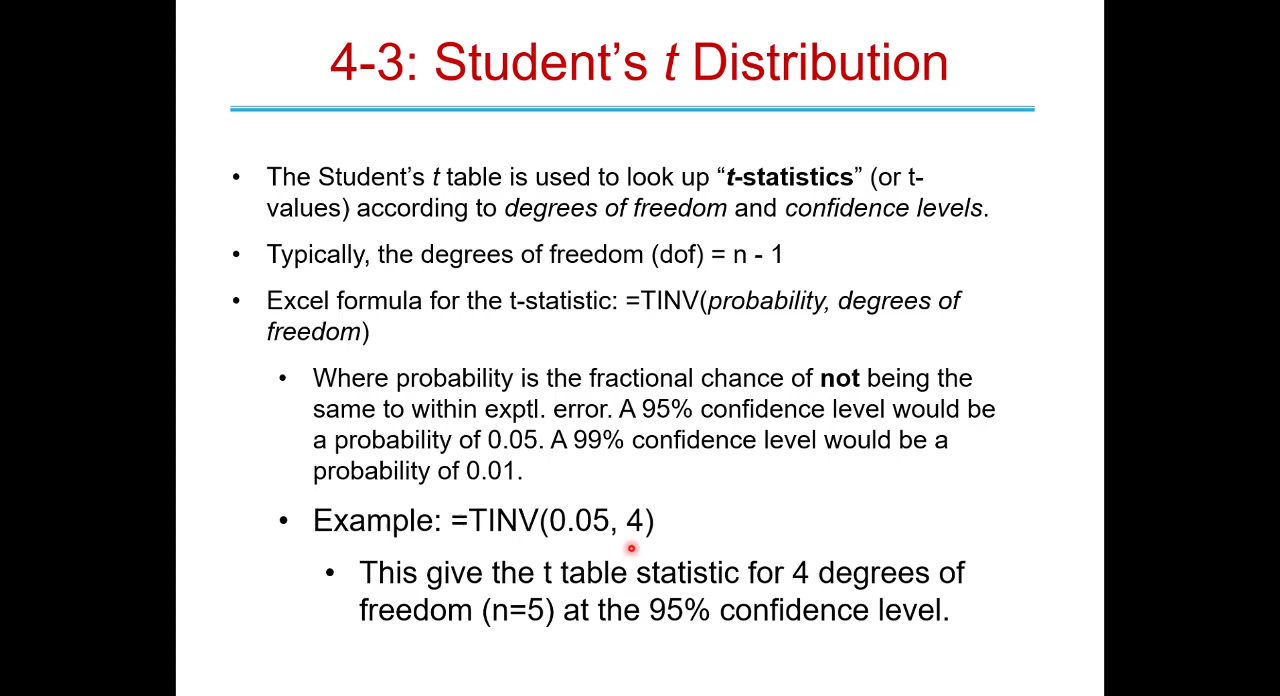 4-3: Student’s t Distribution
• The Student’s t table is used to look up “t-statistics” (or t-
values) according to degrees of freedom and confidence levels.
• Typically, the degrees of freedom (dof) = n - 1
• Excel formula for the t-statistic: =TINV(probability, degrees of
freedom)
• Where probability is the fractional chance of not being the
same to within exptl. error. A 95% confidence level would be
a probability of 0.05. A 99% confidence level would be a
probability of 0.01.
• Example: =TINV(0.05, 4)
• This give the t table statistic for 4 degrees of
freedom (n=5) at the 95% confidence level.